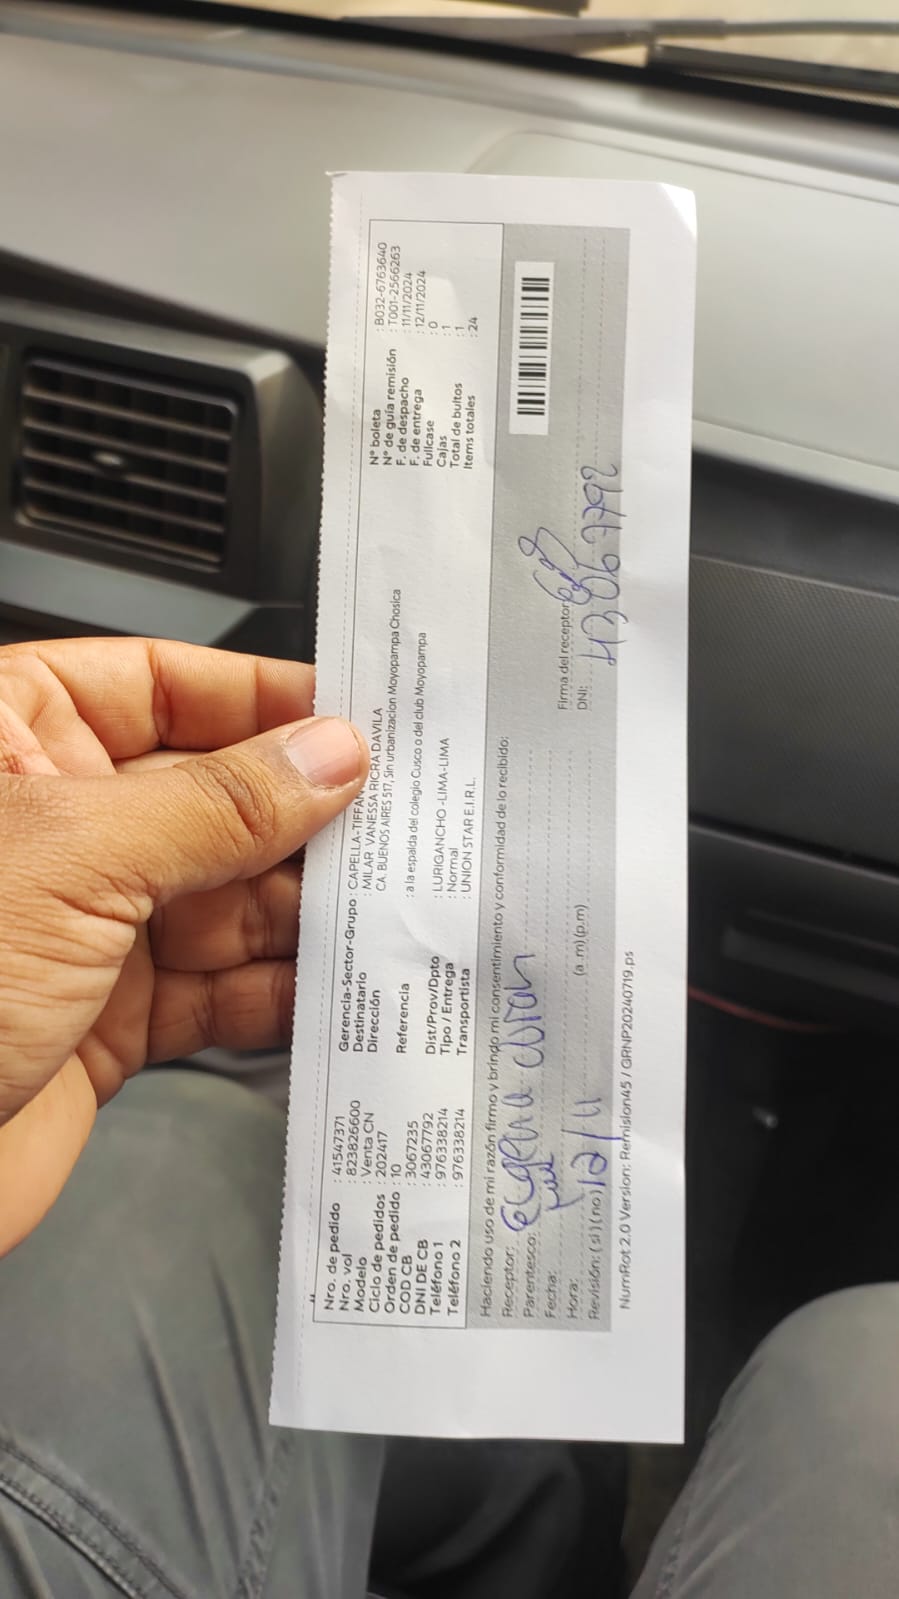 Nro. de pedido : 41547371
Nro. vol : 823826600
Modelo : Venta CN
Ciclo de pedidos : 202417
Orden de pedido : 10
COD CB : 3067235
DNI DE CB : 43067792
Teléfono 1 : 976338214
Teléfono 2 : 976338214
Gerencia-Sector-Grupo : CAPELLA-TIFFAN
Destinatario : MILAR VANESSA RICRA DAVILA
Dirección CA. BUENOS AIRES 517, Sin urbanizacion Moyopampa Chosica
Referencia : a la espalda del colegio Cusco o del club Moyopampa
Dist/Prov/Dpto : LURIGANCHO -LIMA-LIMA
Tipo / Entrega : Normal
Transportista : UNION STAR E.I.R.L.
N° boleta : B032-6763640
N° de guía remisión : T001-2566263
F. de despacho : 11/11/2024
F. de entrega : 12/11/2024
Fullcase : 0
Cajas : 1
Total de bultos : 1
Items totales : 24
Haciendo uso de mi razón firmo y brindo mi consentimiento y conformidad de lo recibido:
Receptor:
Parentesco:
Fecha: 12/11
Hora: (a .m) (p.m)
Revisión: ( si ) ( no )
Firma del receptor:
DNI: 43067792
NumRot 2.0 Version: Remision45 / GRNP20240719.ps